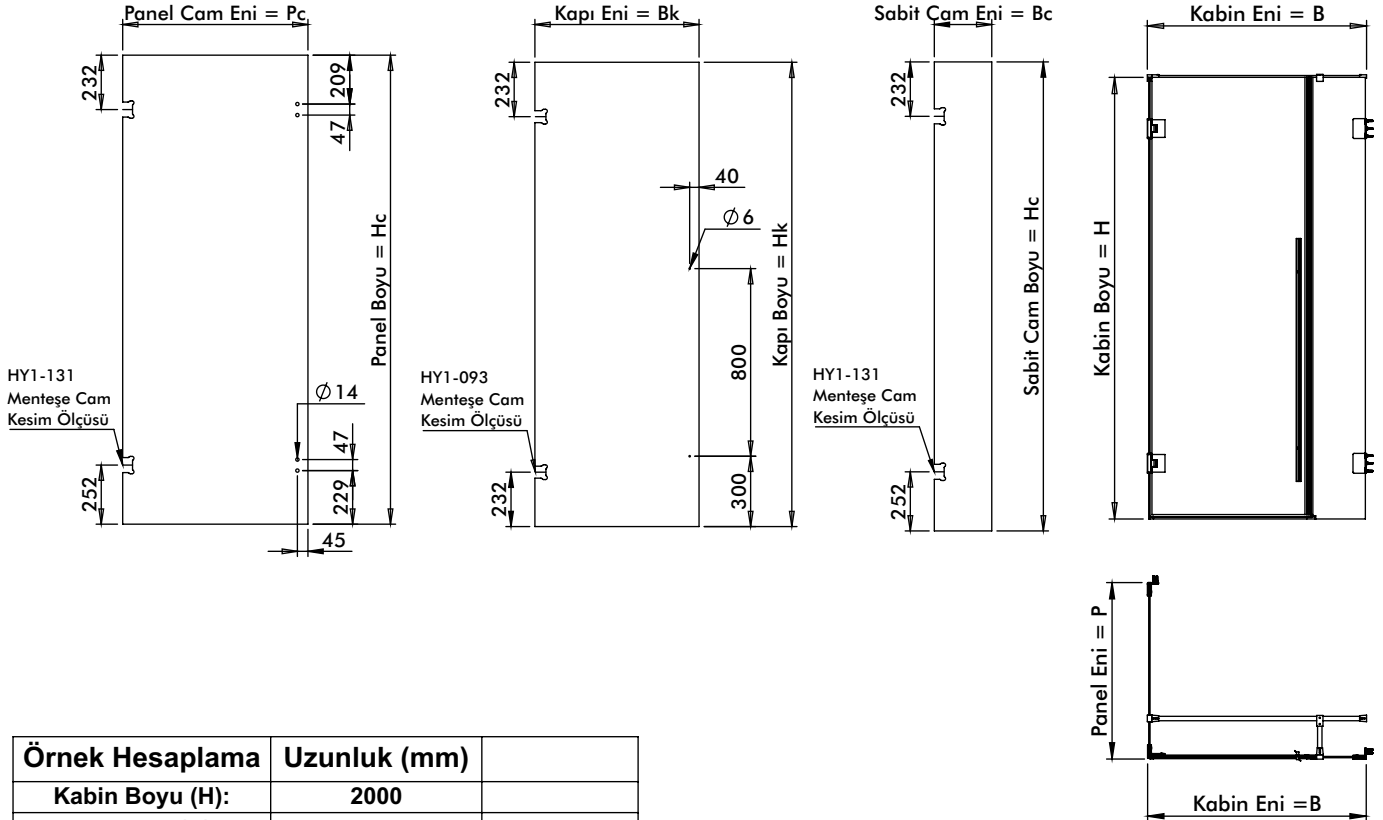 Panel Cam Eni = Pc
232
209
47
Panel Boyu = Hc
HY1-131
Menteşe Cam
Kesim Ölçüsü
∅14
47
252
229
45
Kapı Eni = Bk
232
40
∅6
Kapı Boyu = Hk
800
HY1-093
Menteşe Cam
Kesim Ölçüsü
232
300
Sabit Cam Eni = Bc
232
Sabit Cam Boyu = Hc
HY1-131
Menteşe Cam
Kesim Ölçüsü
252
Kabin Eni = B
Kabin Boyu = H
Panel Eni = P
Kabin Eni =B
Örnek Hesaplama Uzunluk (mm)
Kabin Boyu (H): 2000